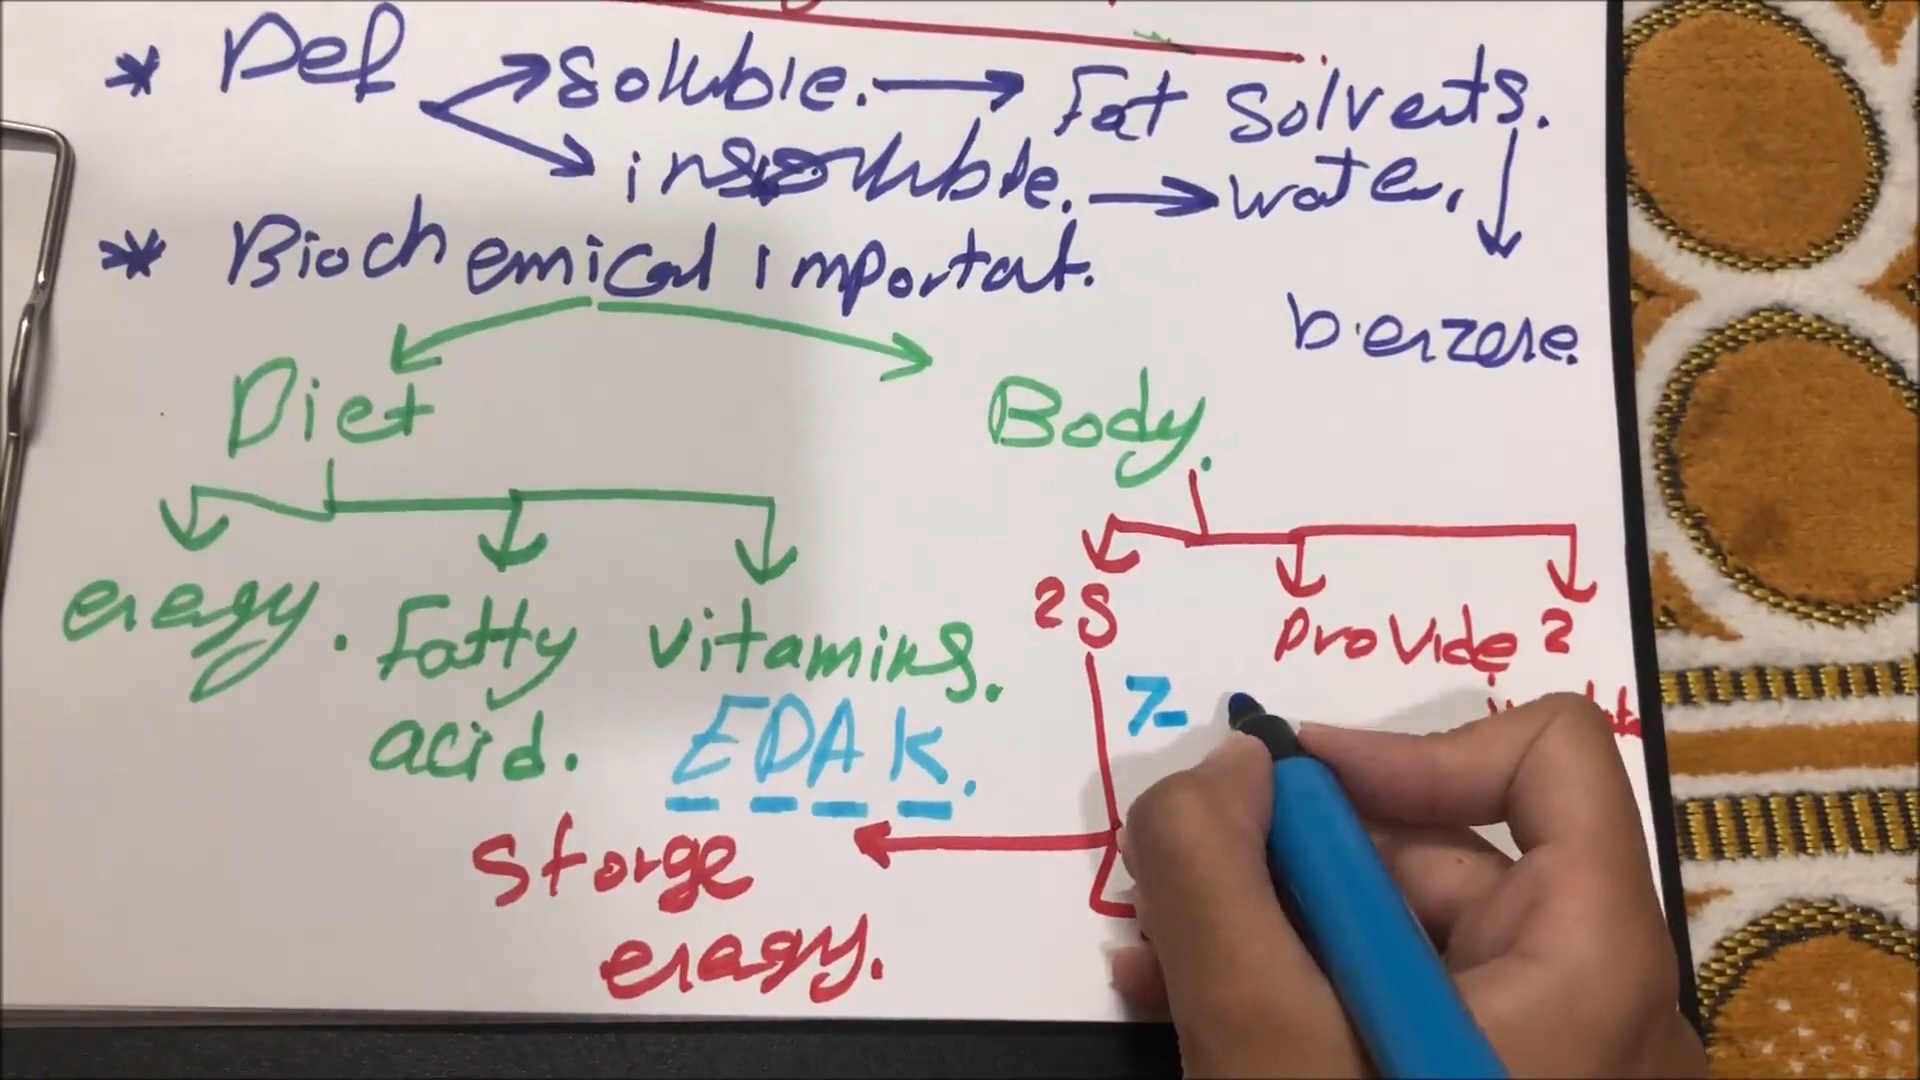 * Def soluble. → Fat solvents.
insoluble. → water.
* Biochemical importat.
benzene.
Diet Body.
energy. Fatty acid. vitamins.
EDAK.
2S Provide 2
7-
Storge
energy.